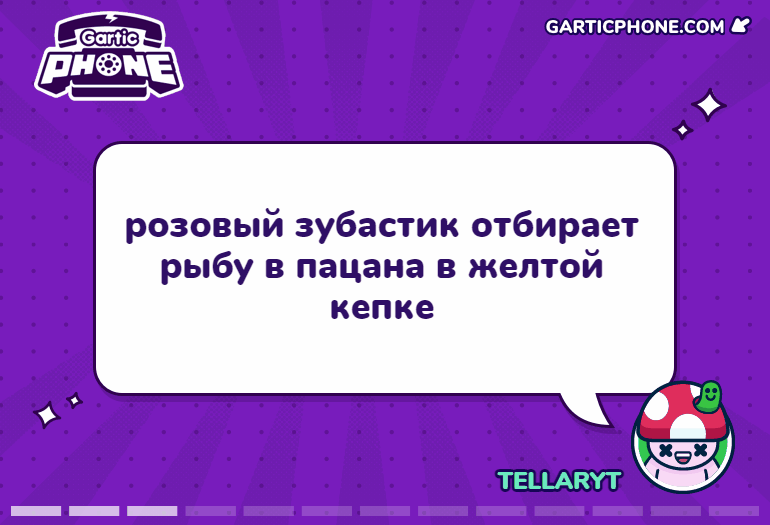 Gartic
PHONE
GARTICPHONE.COM
розовый зубастик отбирает
рыбу в пацана в желтой
кепке
TELLARYT